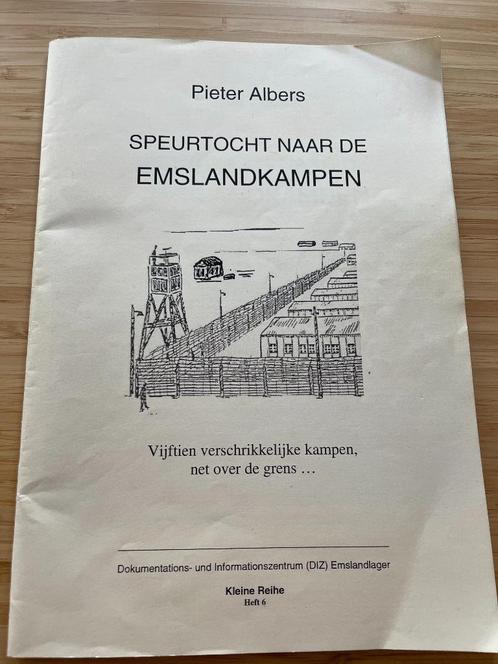 Pieter Albers
SPEURTOCHT NAAR DE
EMSLANDKAMPEN
Vijftien verschrikkelijke kampen,
net over de grens ...
Dokumentations- und Informationszentrum (DIZ) Emslandlager
Kleine Reihe
Heft 6